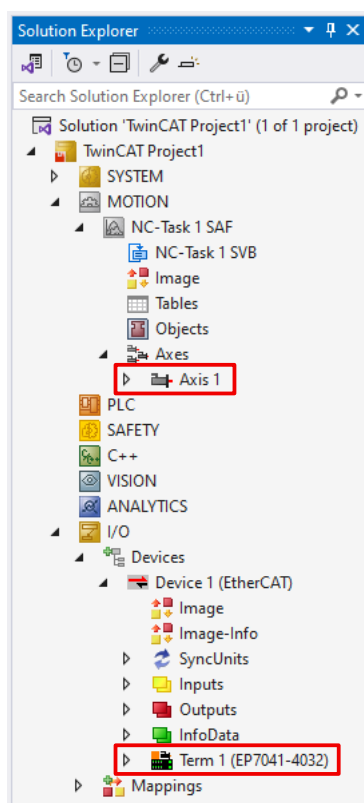 Solution Explorer
Search Solution Explorer (Ctrl+ü)
Solution 'TwinCAT Project1' (1 of 1 project)
TwinCAT Project1
SYSTEM
MOTION
NC-Task 1 SAF
NC-Task 1 SVB
Image
Tables
Objects
Axes
Axis 1
PLC
SAFETY
C++
VISION
ANALYTICS
I/O
Devices
Device 1 (EtherCAT)
Image
Image-Info
SyncUnits
Inputs
Outputs
InfoData
Term 1 (EP7041-4032)
Mappings